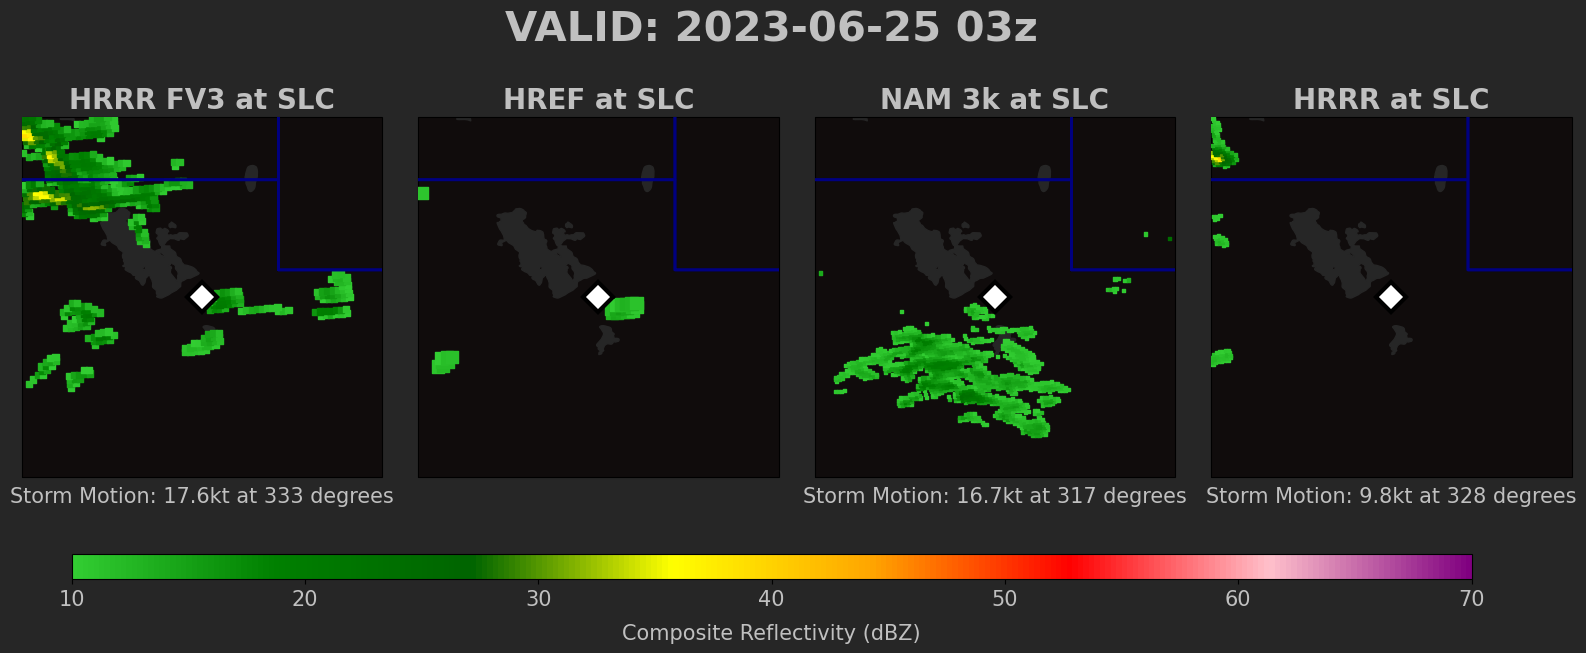 VALID: 2023-06-25 03z
HRRR FV3 at SLC
HREF at SLC
NAM 3k at SLC
HRRR at SLC
Storm Motion: 17.6kt at 333 degrees
Storm Motion: 16.7kt at 317 degrees
Storm Motion: 9.8kt at 328 degrees
10 20 30 40 50 60 70
Composite Reflectivity (dBZ)